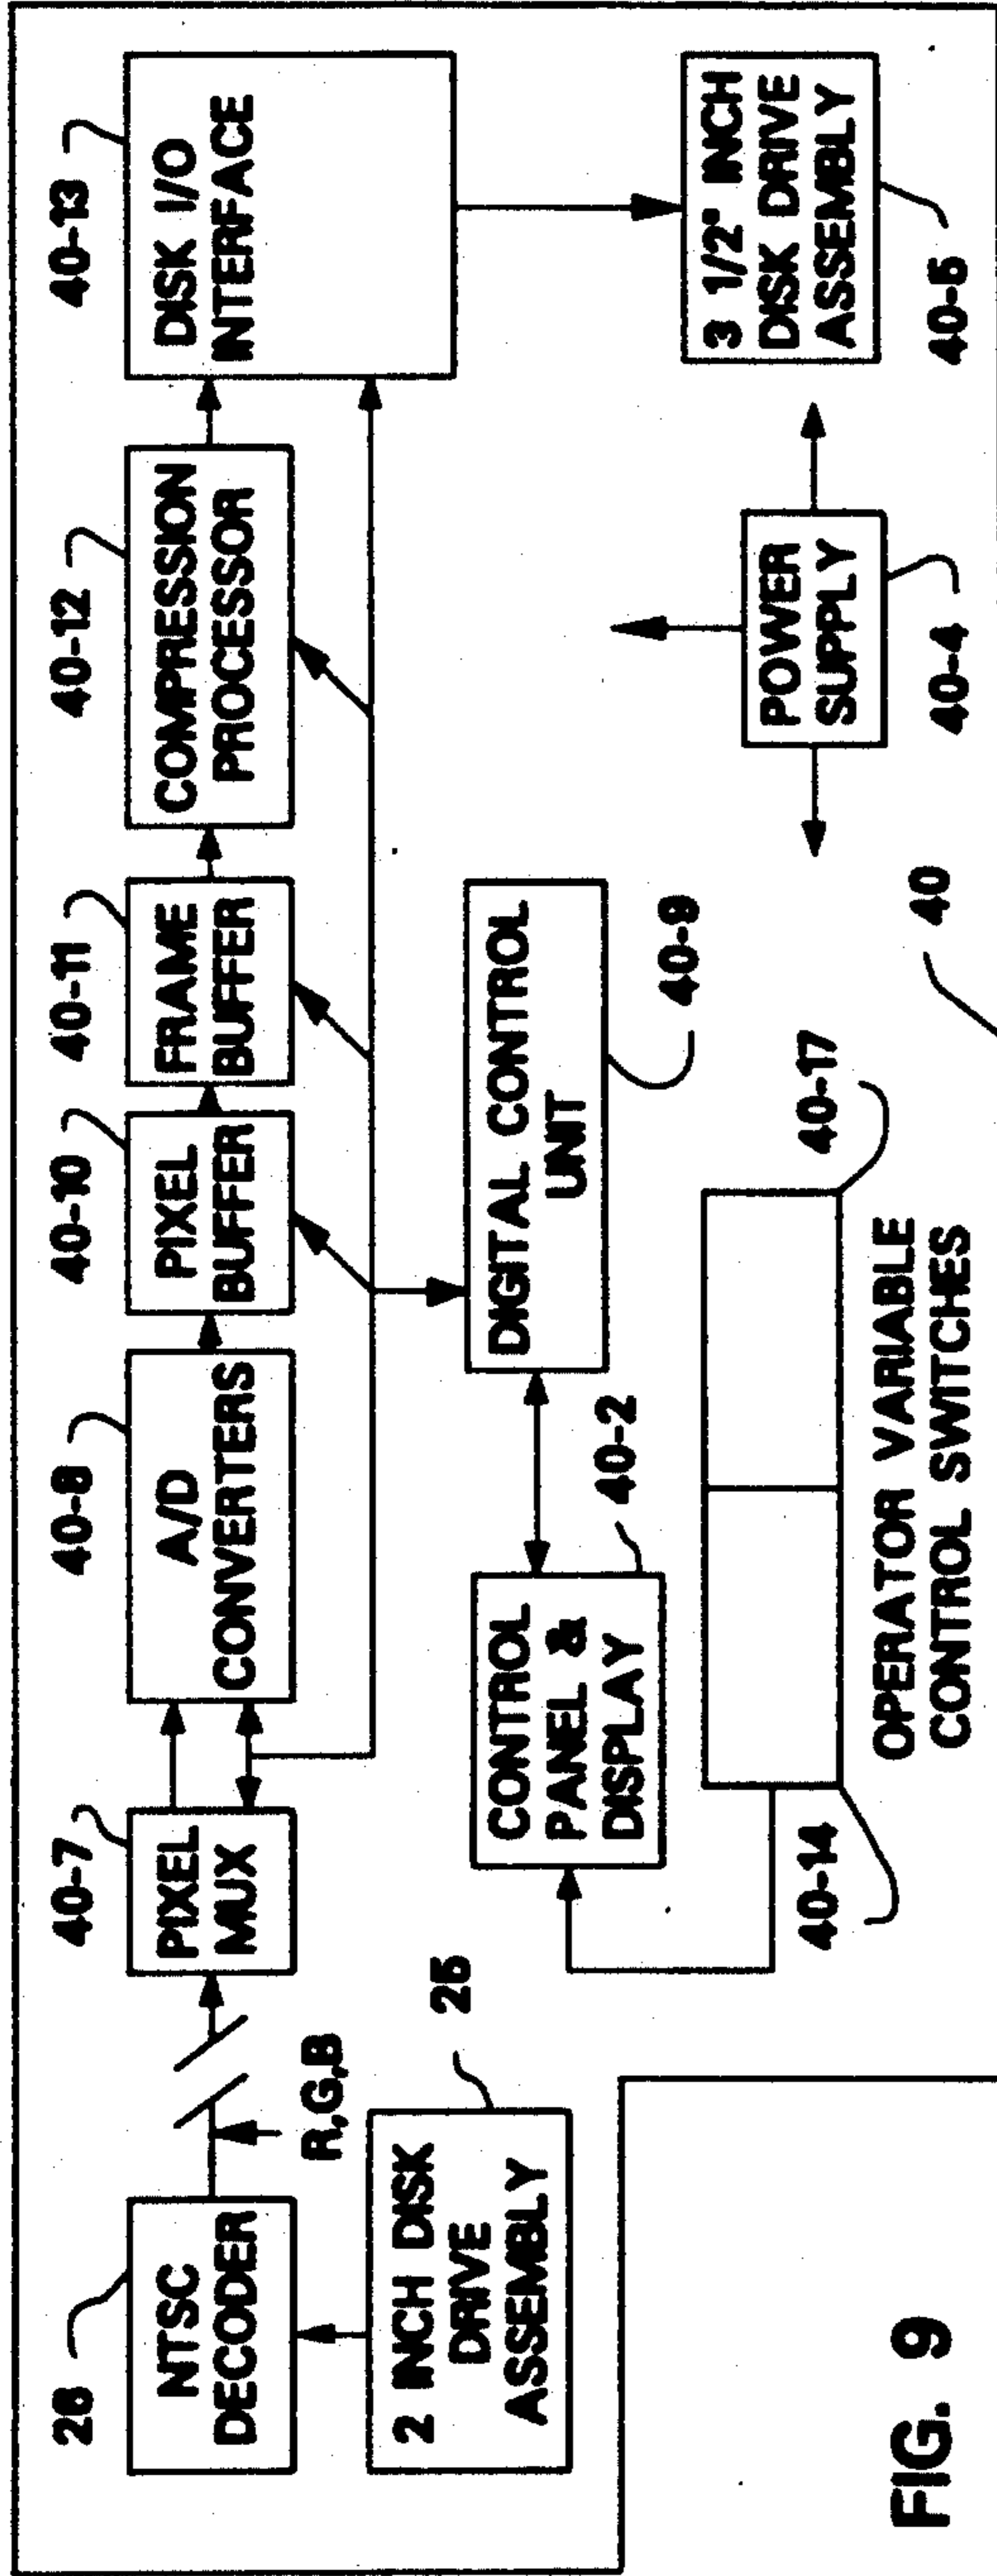 40-7
40-8
40-10
40-11
40-12
40-13
28
NTSC
DECODER
R,G,B
PIXEL
MUX
A/D
CONVERTERS
PIXEL
BUFFER
FRAME
BUFFER
COMPRESSION
PROCESSOR
DISK I/O
INTERFACE
2 INCH DISK
DRIVE
ASSEMBLY
25
CONTROL
PANEL &
DISPLAY
40-2
DIGITAL CONTROL
UNIT
40-9
POWER
SUPPLY
40-4
3 1/2" INCH
DISK DRIVE
ASSEMBLY
40-5
40-14
40-17
OPERATOR VARIABLE
CONTROL SWITCHES
40
FIG. 9